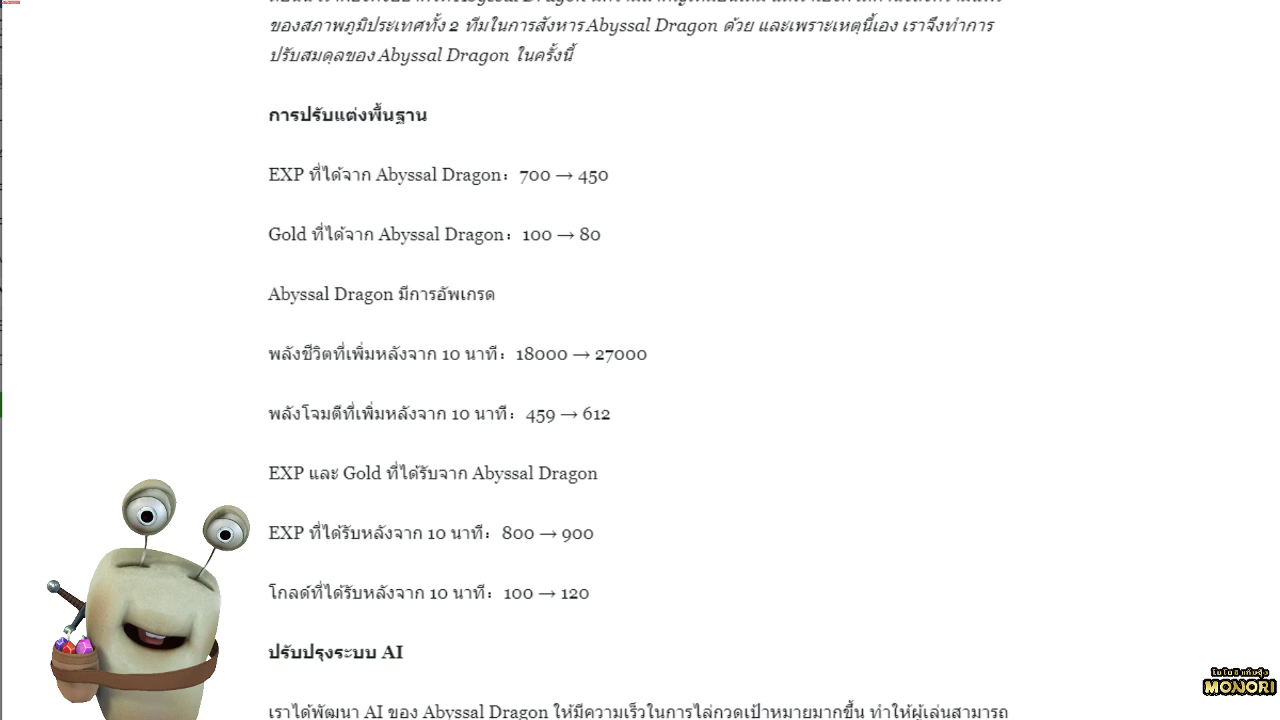 ของสภาพภูมิประเทศทั้ง 2 ทีมในการสังหาร Abyssal Dragon ด้วย และเพราะเหตุนี้เอง เราจึงทำการ
ปรับสมดุลของ Abyssal Dragon ในครั้งนี้
การปรับแต่งพื้นฐาน
EXP ที่ได้จาก Abyssal Dragon: 700 → 450
Gold ที่ได้จาก Abyssal Dragon: 100 → 80
Abyssal Dragon มีการอัพเกรด
พลังชีวิตที่เพิ่มหลังจาก 10 นาที: 18000 → 27000
พลังโจมตีที่เพิ่มหลังจาก 10 นาที: 459 → 612
EXP และ Gold ที่ได้รับจาก Abyssal Dragon
EXP ที่ได้รับหลังจาก 10 นาที: 800 → 900
โกลด์ที่ได้รับหลังจาก 10 นาที: 100 → 120
ปรับปรุงระบบ AI
เราได้พัฒนา AI ของ Abyssal Dragon ให้มีความเร็วในการไล่กวดเป้าหมายมากขึ้น ทำให้ผู้เล่นสามารถ
MONORI